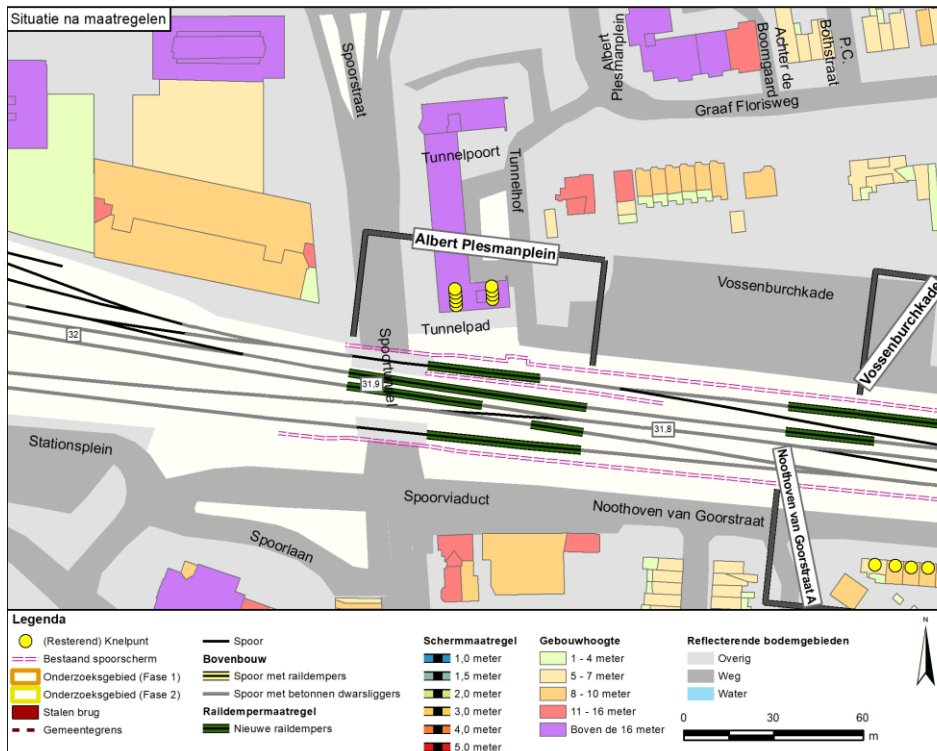 Situatie na maatregelen
Spoorstraat
Albert
Plesmanplein
Achter de
Boomgaard
P.C.
Bothstraat
Graaf Florisweg
Tunnelpoort
Tunnelhof
Albert Plesmanplein
Vossenburchkade
Vossenburchkade
Tunnelpad
Spoortunnel
32
31,9
31,8
Stationsplein
Spoorviaduct
Noothoven van Goorstraat
Noothoven van Goorstraat A
Spoorlaan
Legenda
(Resterend) Knelpunt
Bestaand spoorscherm
Onderzoeksgebied (Fase 1)
Onderzoeksgebied (Fase 2)
Stalen brug
Gemeentegrens
Spoor
Bovenbouw
Spoor met raildempers
Spoor met betonnen dwarsliggers
Raildempermaatregel
Nieuwe raildempers
Schermmaatregel
1,0 meter
1,5 meter
2,0 meter
3,0 meter
4,0 meter
5,0 meter
Gebouwhoogte
1 - 4 meter
5 - 7 meter
8 - 10 meter
11 - 16 meter
Boven de 16 meter
Reflecterende bodemgebieden
Overig
Weg
Water
N
0 30 60
m